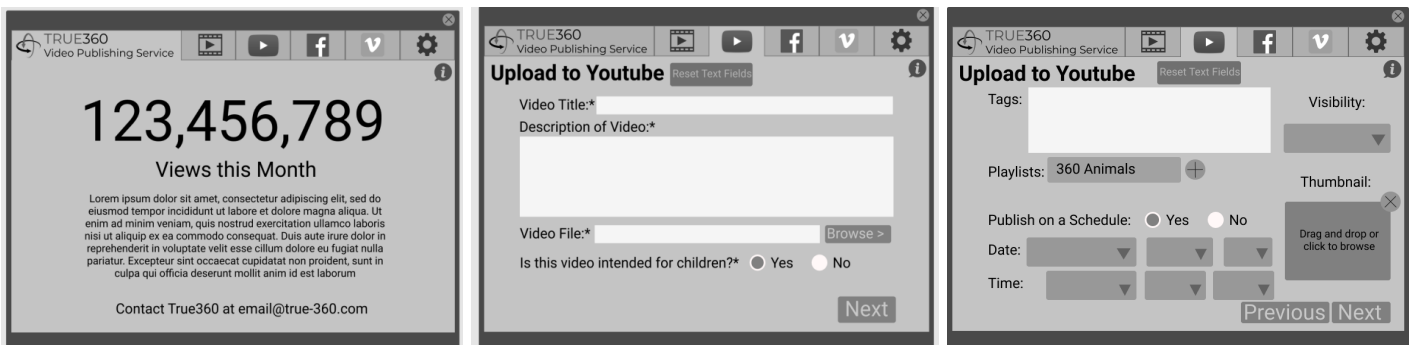 TRUE360
Video Publishing Service
123,456,789
Views this Month
Lorem ipsum dolor sit amet, consectetur adipiscing elit, sed do
eiusmod tempor incididunt ut labore et dolore magna aliqua. Ut
enim ad minim veniam, quis nostrud exercitation ullamco laboris
nisi ut aliquip ex ea commodo consequat. Duis aute irure dolor in
reprehenderit in voluptate velit esse cillum dolore eu fugiat nulla
pariatur. Excepteur sint occaecat cupidatat non proident, sunt in
culpa qui officia deserunt mollit anim id est laborum
Contact True360 at email@true-360.com
TRUE360
Video Publishing Service
Upload to Youtube
Reset Text Fields
Video Title:*
Description of Video:*
Video File:*
Browse >
Is this video intended for children?* Yes No
Next
TRUE360
Video Publishing Service
Upload to Youtube
Reset Text Fields
Tags:
Visibility:
Playlists: 360 Animals
Thumbnail:
Publish on a Schedule: Yes No
Drag and drop or
click to browse
Date:
Time:
Previous Next